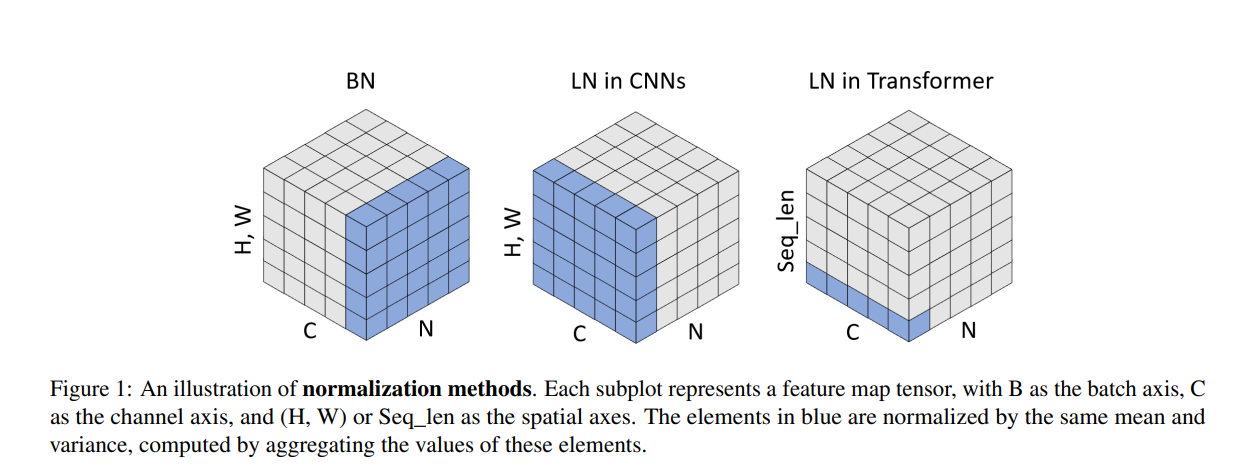 BN
LN in CNNs
LN in Transformer
H, W
C
N
H, W
C
N
Seq_len
C
N
Figure 1: An illustration of normalization methods. Each subplot represents a feature map tensor, with B as the batch axis, C
as the channel axis, and (H, W) or Seq_len as the spatial axes. The elements in blue are normalized by the same mean and
variance, computed by aggregating the values of these elements.